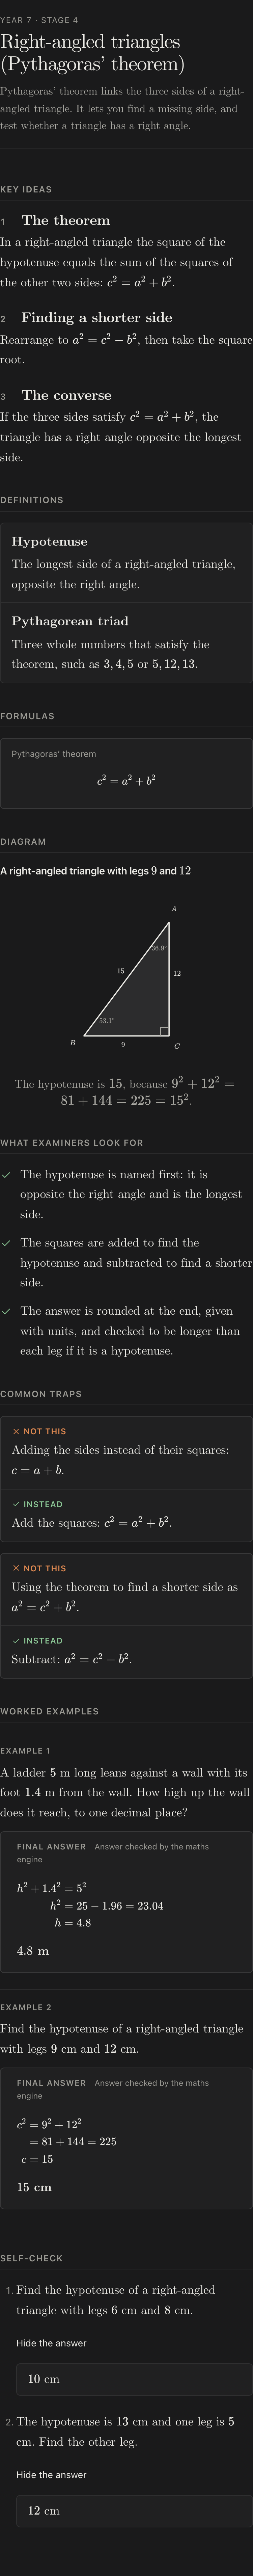 YEAR 7 · STAGE 4
Right-angled triangles
(Pythagoras' theorem)
Pythagoras' theorem links the three sides of a right-
angled triangle. It lets you find a missing side, and
test whether a triangle has a right angle.
KEY IDEAS
1 The theorem
In a right-angled triangle the square of the
hypotenuse equals the sum of the squares of
the other two sides: c² = a² + b².
2 Finding a shorter side
Rearrange to a² = c² − b², then take the square
root.
3 The converse
If the three sides satisfy c² = a² + b², the
triangle has a right angle opposite the longest
side.
DEFINITIONS
Hypotenuse
The longest side of a right-angled triangle,
opposite the right angle.
Pythagorean triad
Three whole numbers that satisfy the
theorem, such as 3, 4, 5 or 5, 12, 13.
FORMULAS
Pythagoras' theorem
c² = a² + b²
DIAGRAM
A right-angled triangle with legs 9 and 12
A
36.9°
15
12
53.1°
B
9
C
The hypotenuse is 15, because 9² + 12² =
81 + 144 = 225 = 15².
WHAT EXAMINERS LOOK FOR
✓ The hypotenuse is named first: it is
opposite the right angle and is the longest
side.
✓ The squares are added to find the
hypotenuse and subtracted to find a shorter
side.
✓ The answer is rounded at the end, given
with units, and checked to be longer than
each leg if it is a hypotenuse.
COMMON TRAPS
× NOT THIS
Adding the sides instead of their squares:
c = a + b.
✓ INSTEAD
Add the squares: c² = a² + b².
× NOT THIS
Using the theorem to find a shorter side as
a² = c² + b².
✓ INSTEAD
Subtract: a² = c² − b².
WORKED EXAMPLES
EXAMPLE 1
A ladder 5 m long leans against a wall with its
foot 1.4 m from the wall. How high up the wall
does it reach, to one decimal place?
FINAL ANSWER Answer checked by the maths
engine
h² + 1.4² = 5²
h² = 25 − 1.96 = 23.04
h = 4.8
4.8 m
EXAMPLE 2
Find the hypotenuse of a right-angled triangle
with legs 9 cm and 12 cm.
FINAL ANSWER Answer checked by the maths
engine
c² = 9² + 12²
= 81 + 144 = 225
c = 15
15 cm
SELF-CHECK
1. Find the hypotenuse of a right-angled
triangle with legs 6 cm and 8 cm.
Hide the answer
10 cm
2. The hypotenuse is 13 cm and one leg is 5
cm. Find the other leg.
Hide the answer
12 cm